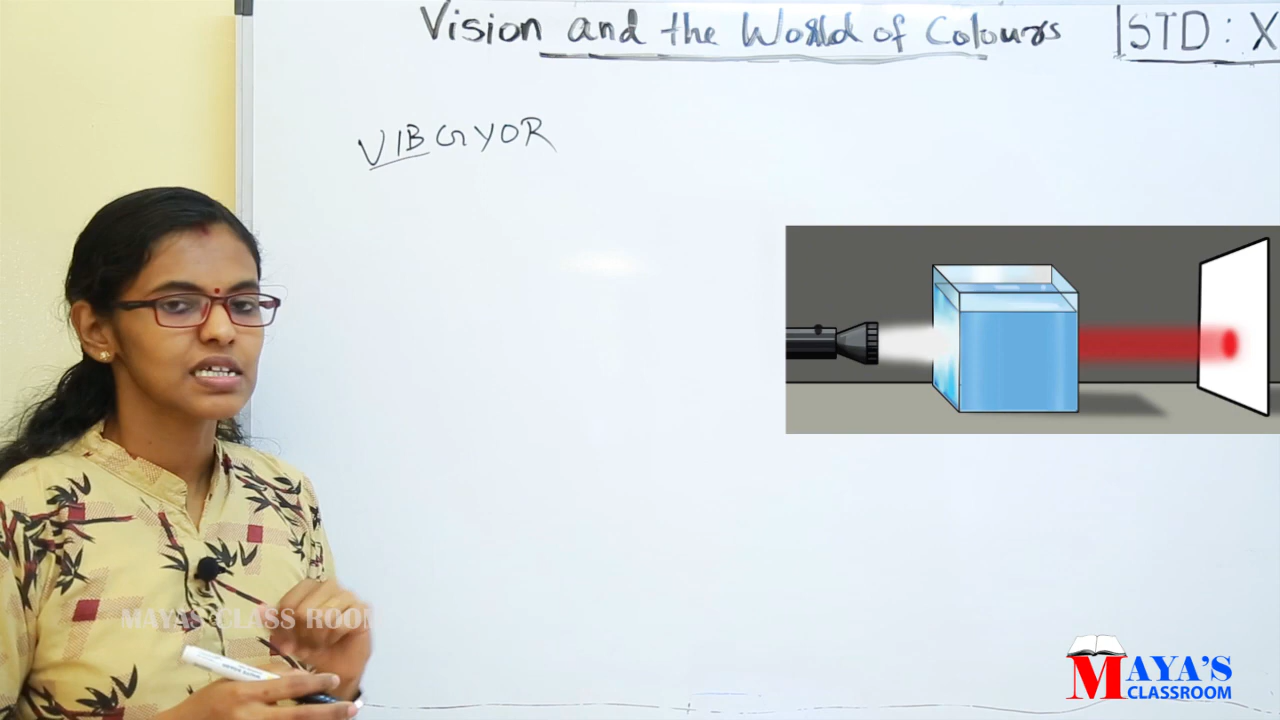 Vision and the World of Colours
STD : X
VIBGYOR
MAYAS CLASS ROOM
MAYA'S
CLASSROOM